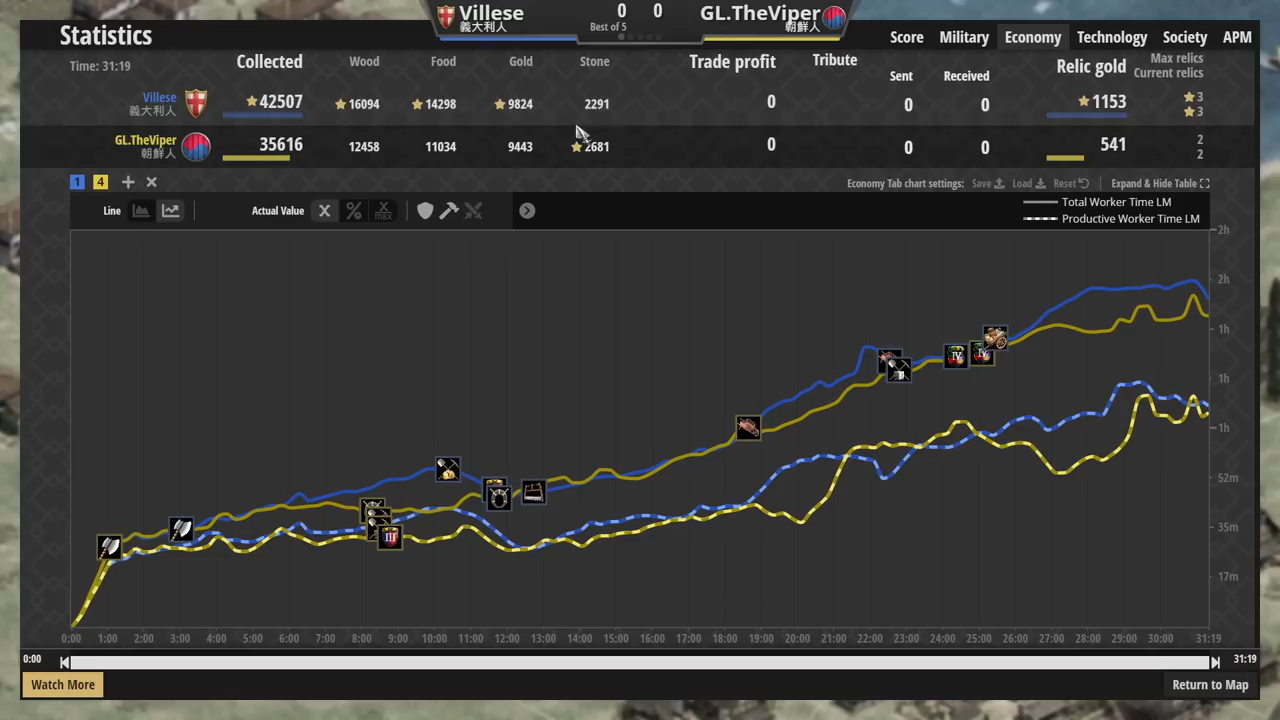 Villese
義大利人
0 0
Best of 5
GL.TheViper
朝鮮人
Statistics
Score Military Economy Technology Society APM
Time: 31:19
Collected Wood Food Gold Stone Trade profit Tribute Sent Received Relic gold Max relics Current relics
Villese
義大利人
42507 16094 14298 9824 2291 0 0 0 1153 3
3
GL.TheViper
朝鮮人
35616 12458 11034 9443 2681 0 0 0 541 2
2
1 4 + ×
Economy Tab chart settings: Save Load Reset Expand & Hide Table
Line Actual Value X % X/max
Total Worker Time LM
Productive Worker Time LM
2h
2h
1h
1h
1h
52m
35m
17m
III
IV IV
0:00 1:00 2:00 3:00 4:00 5:00 6:00 7:00 8:00 9:00 10:00 11:00 12:00 13:00 14:00 15:00 16:00 17:00 18:00 19:00 20:00 21:00 22:00 23:00 24:00 25:00 26:00 27:00 28:00 29:00 30:00 31:19
0:00 31:19
Watch More Return to Map